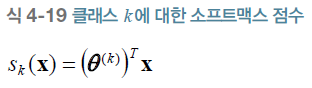 식 4-19 클래스 k에 대한 소프트맥스 점수
s_k(x) = (θ^(k))^T x